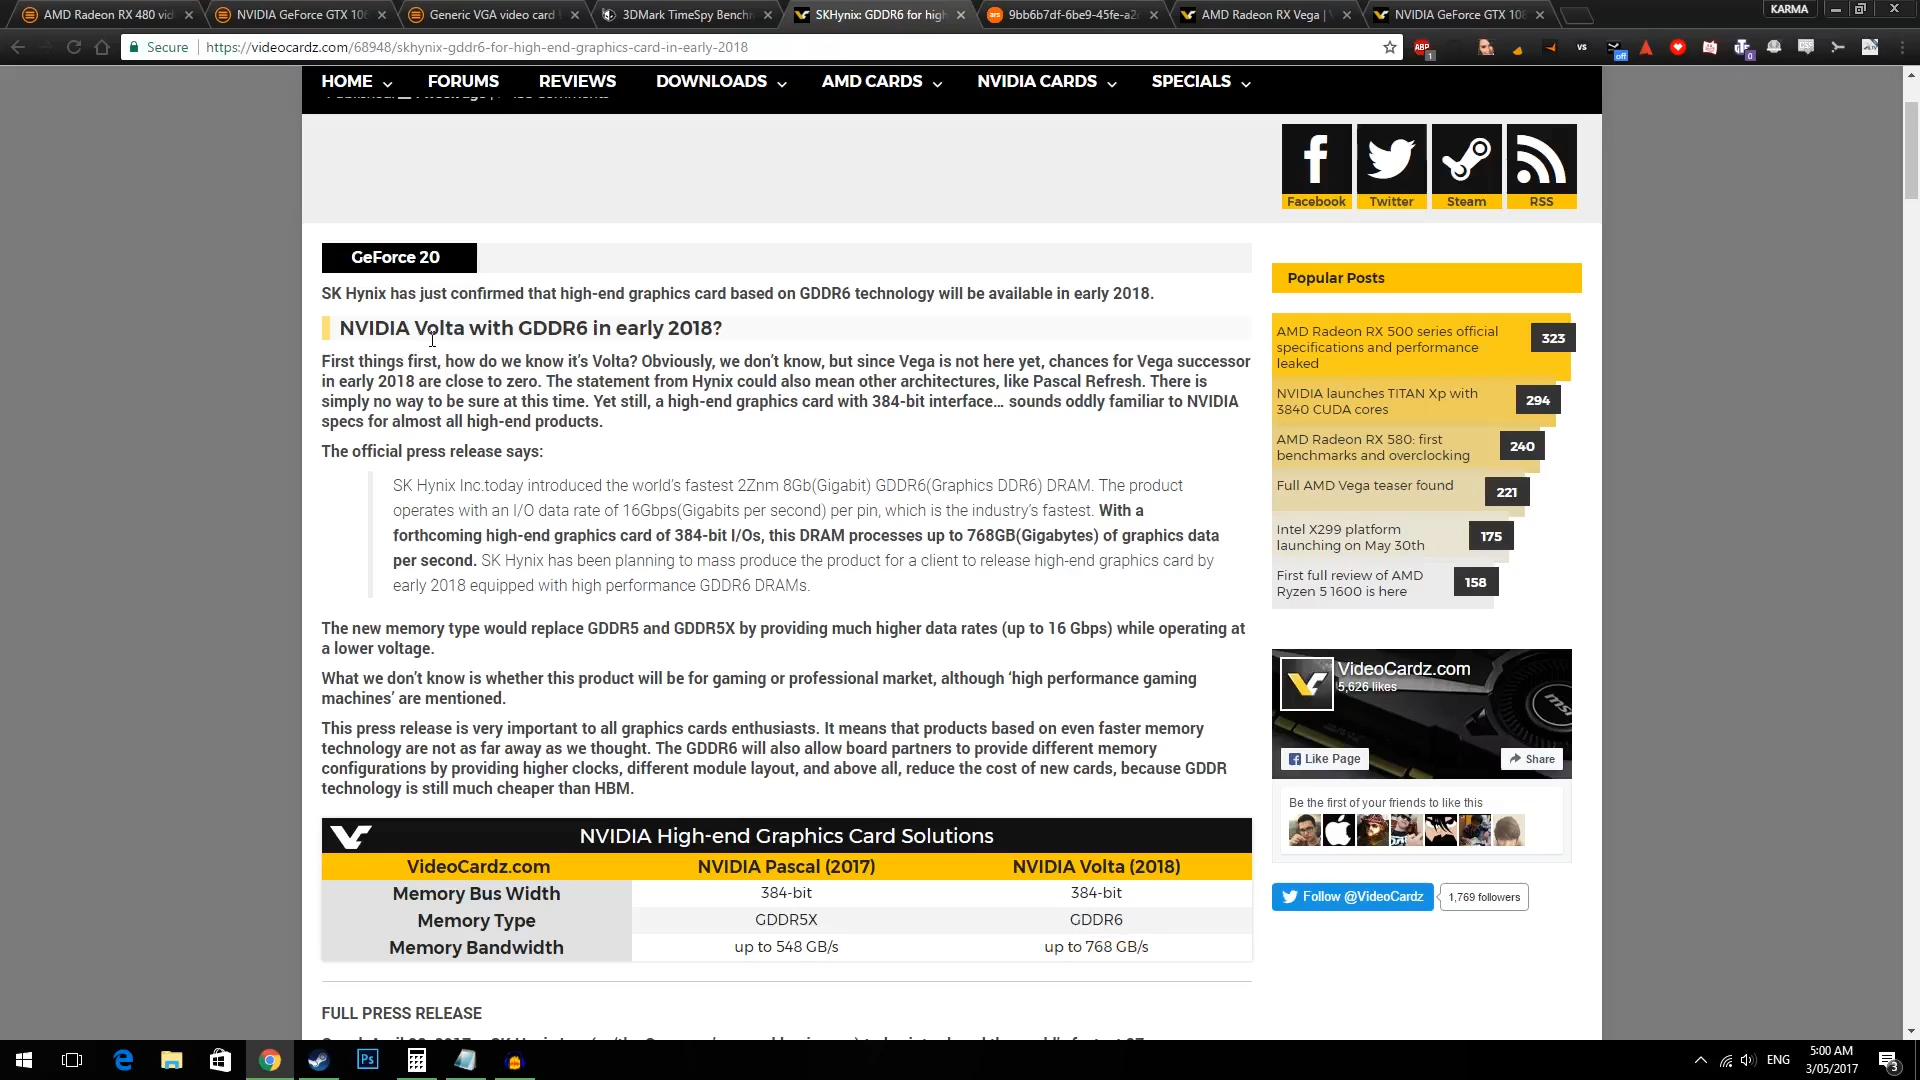 AMD Radeon RX 480 vid
NVIDIA GeForce GTX 10
Generic VGA video card
3DMark TimeSpy Bench
SKHynix: GDDR6 for hig
9bb6b7df-6be9-45fe-a2
AMD Radeon RX Vega | V
NVIDIA GeForce GTX 108
KARMA
Secure
https://videocardz.com/68948/skhynix-gddr6-for-high-end-graphics-card-in-early-2018
HOME FORUMS REVIEWS DOWNLOADS AMD CARDS NVIDIA CARDS SPECIALS
Facebook Twitter Steam RSS
GeForce 20
SK Hynix has just confirmed that high-end graphics card based on GDDR6 technology will be available in early 2018.
NVIDIA Volta with GDDR6 in early 2018?
First things first, how do we know it's Volta? Obviously, we don't know, but since Vega is not here yet, chances for Vega successor
in early 2018 are close to zero. The statement from Hynix could also mean other architectures, like Pascal Refresh. There is
simply no way to be sure at this time. Yet still, a high-end graphics card with 384-bit interface… sounds oddly familiar to NVIDIA
specs for almost all high-end products.
The official press release says:
SK Hynix Inc.today introduced the world's fastest 2Znm 8Gb(Gigabit) GDDR6(Graphics DDR6) DRAM. The product
operates with an I/O data rate of 16Gbps(Gigabits per second) per pin, which is the industry's fastest. With a
forthcoming high-end graphics card of 384-bit I/Os, this DRAM processes up to 768GB(Gigabytes) of graphics data
per second. SK Hynix has been planning to mass produce the product for a client to release high-end graphics card by
early 2018 equipped with high performance GDDR6 DRAMs.
The new memory type would replace GDDR5 and GDDR5X by providing much higher data rates (up to 16 Gbps) while operating at
a lower voltage.
What we don't know is whether this product will be for gaming or professional market, although 'high performance gaming
machines' are mentioned.
This press release is very important to all graphics cards enthusiasts. It means that products based on even faster memory
technology are not as far away as we thought. The GDDR6 will also allow board partners to provide different memory
configurations by providing higher clocks, different module layout, and above all, reduce the cost of new cards, because GDDR
technology is still much cheaper than HBM.
NVIDIA High-end Graphics Card Solutions
VideoCardz.com NVIDIA Pascal (2017) NVIDIA Volta (2018)
Memory Bus Width 384-bit 384-bit
Memory Type GDDR5X GDDR6
Memory Bandwidth up to 548 GB/s up to 768 GB/s
FULL PRESS RELEASE
Popular Posts
AMD Radeon RX 500 series official
specifications and performance
leaked
323
NVIDIA launches TITAN Xp with
3840 CUDA cores
294
AMD Radeon RX 580: first
benchmarks and overclocking
240
Full AMD Vega teaser found
221
Intel X299 platform
launching on May 30th
175
First full review of AMD
Ryzen 5 1600 is here
158
VideoCardz.com
5,626 likes
msi
Like Page
Share
Be the first of your friends to like this
Follow @VideoCardz
1,769 followers
ENG
5:00 AM
3/05/2017
3